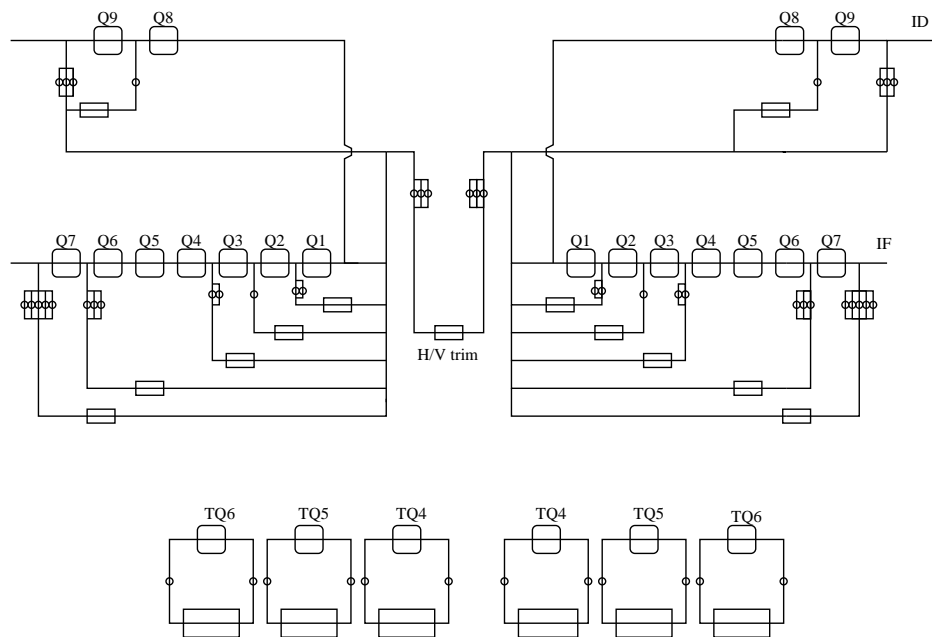 Q9 Q8 Q8 Q9 ID
Q7 Q6 Q5 Q4 Q3 Q2 Q1 Q1 Q2 Q3 Q4 Q5 Q6 Q7 IF
H/V trim
TQ6 TQ5 TQ4 TQ4 TQ5 TQ6